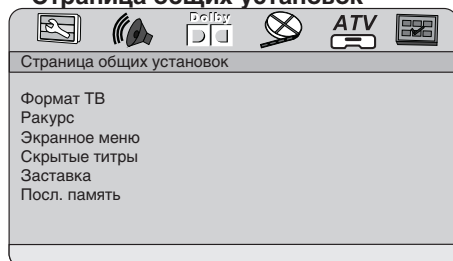 Страница общих установок
Dolby
ATV
Страница общих установок
Формат ТВ
Ракурс
Экранное меню
Скрытые титры
Заставка
Посл. память